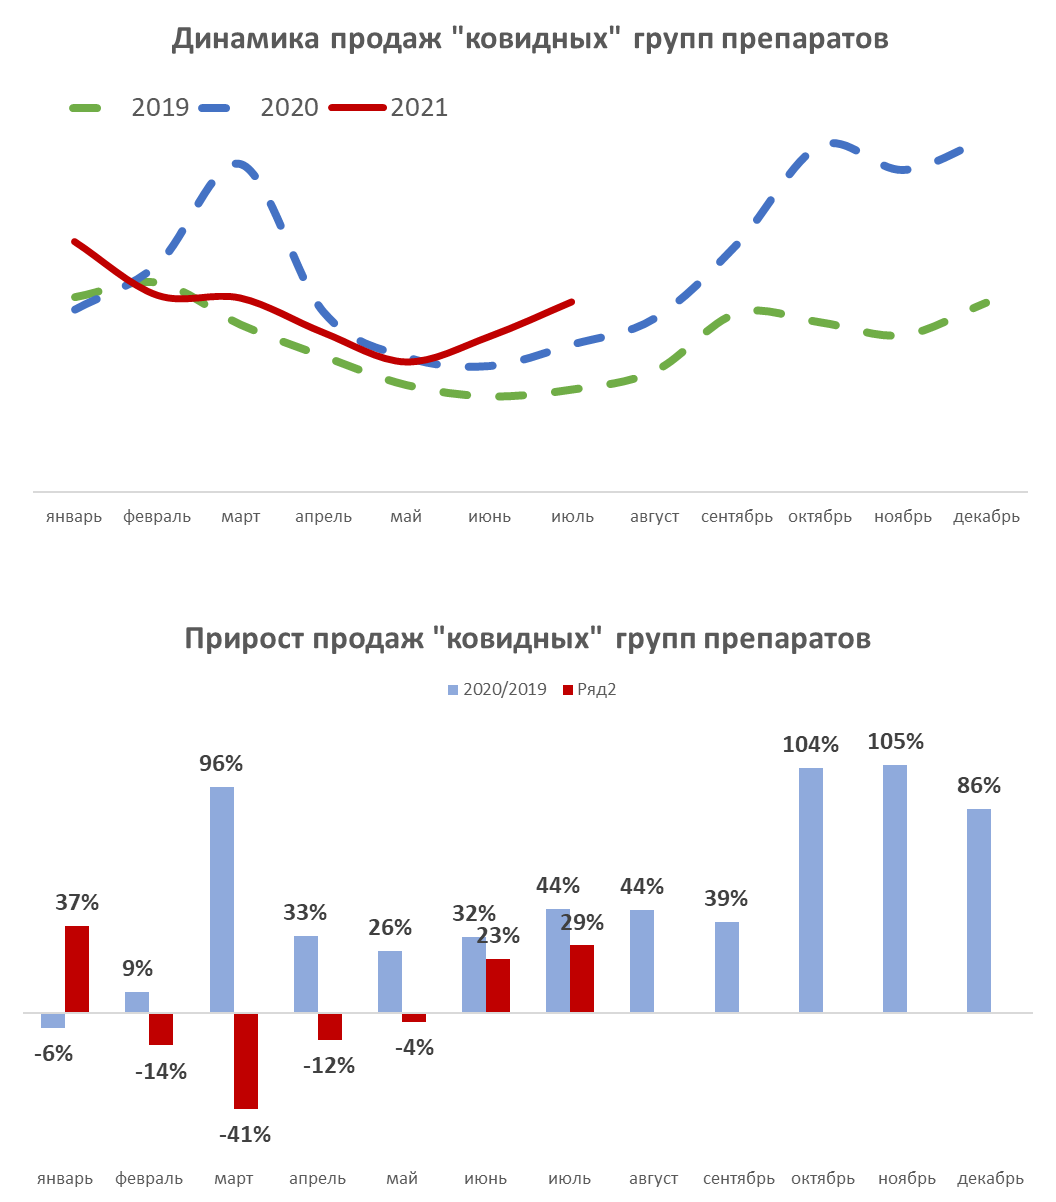 Динамика продаж "ковидных" групп препаратов
2019 2020 2021
январь февраль март апрель май июнь июль август сентябрь октябрь ноябрь декабрь
Прирост продаж "ковидных" групп препаратов
2020/2019 Ряд2
104% 105%
96% 86%
37% 33% 26% 32% 23% 44% 29% 44% 39%
9%
-6% -14% -41% -12% -4%
январь февраль март апрель май июнь июль август сентябрь октябрь ноябрь декабрь